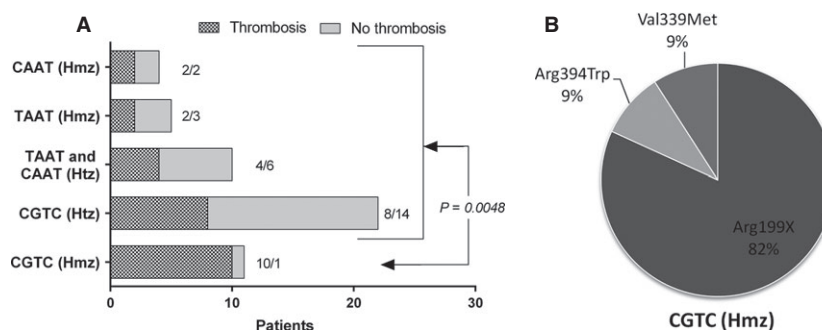 A
Thrombosis No thrombosis
CAAT (Hmz)
2/2
TAAT (Hmz)
2/3
TAAT and
CAAT (Htz)
4/6
CGTC (Htz)
8/14
P = 0.0048
CGTC (Hmz)
10/1
0 10 20 30
Patients
B
Val339Met
9%
Arg394Trp
9%
Arg199X
82%
CGTC (Hmz)